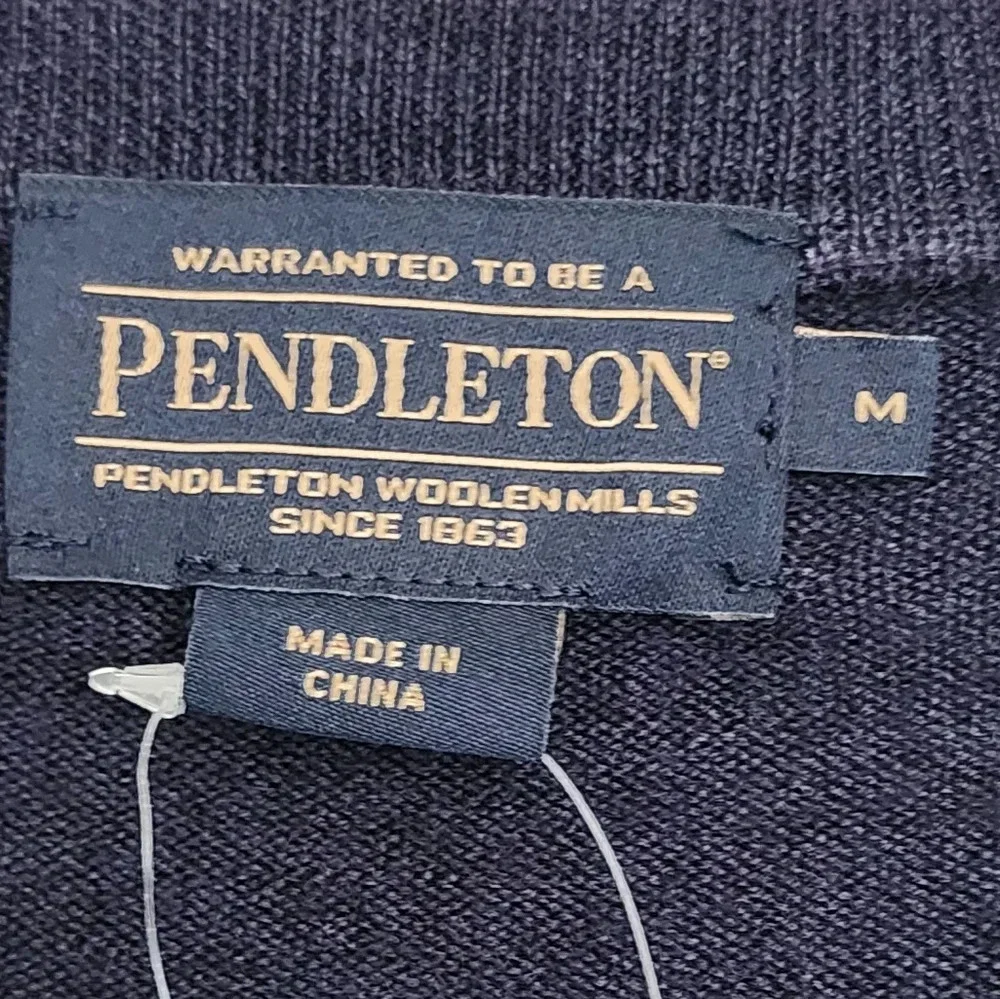 WARRANTED TO BE A
PENDLETON®
PENDLETON WOOLEN MILLS
SINCE 1863
M
MADE IN
CHINA